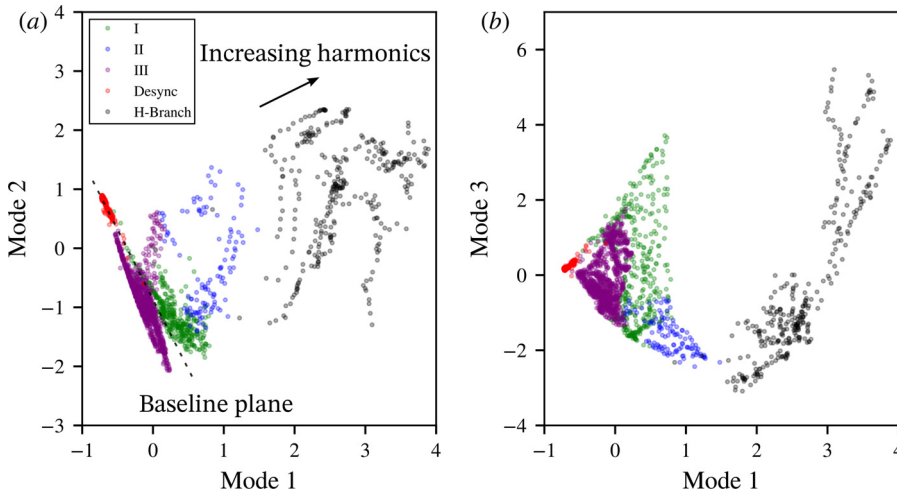 (a)
4
3
2
1
0
−1
−2
−3
Mode 2
I
II
III
Desync
H-Branch
Increasing harmonics
Baseline plane
−1 0 1 2 3 4
Mode 1
(b)
6
4
2
0
−2
−4
Mode 3
−1 0 1 2 3 4
Mode 1